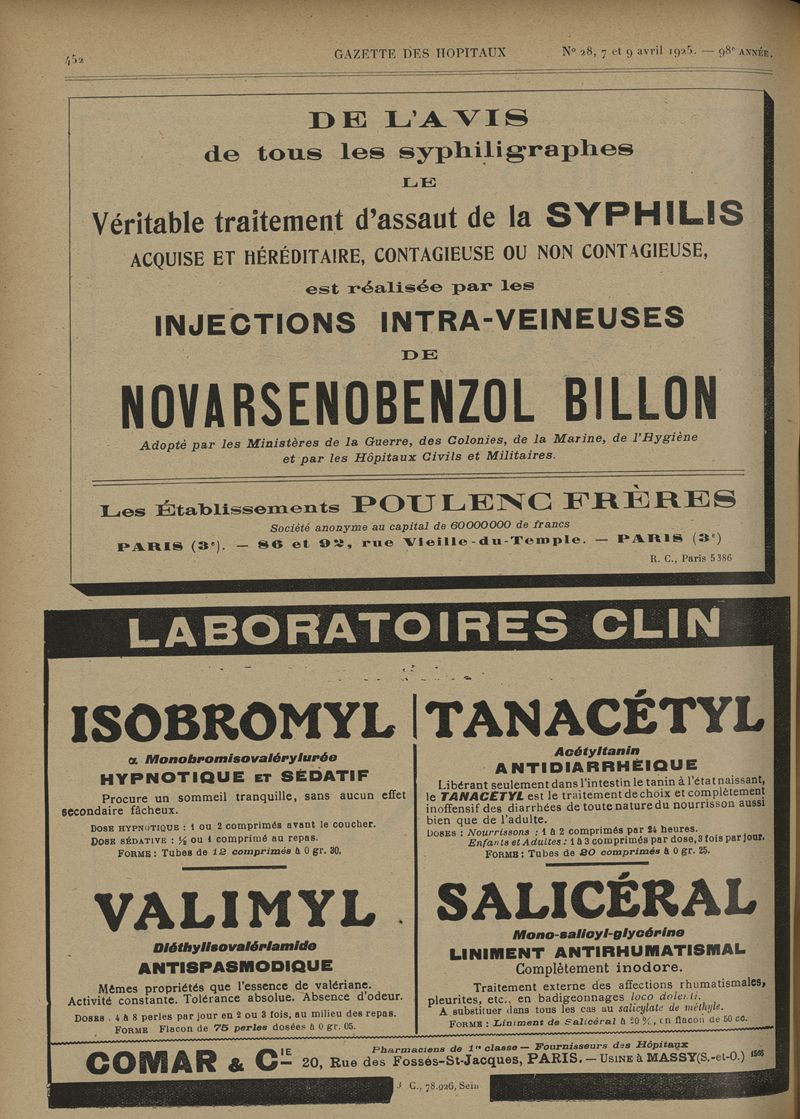 452 GAZETTE DES HOPITAUX No 28, 7 et 9 avril 1925. — 98e ANNÉE.
DE L'AVIS
de tous les syphiligraphes
LE
Véritable traitement d'assaut de la SYPHILIS
ACQUISE ET HÉRÉDITAIRE, CONTAGIEUSE OU NON CONTAGIEUSE,
est réalisée par les
INJECTIONS INTRA-VEINEUSES
DE
NOVARSENOBENZOL BILLON
Adopté par les Ministères de la Guerre, des Colonies, de la Marine, de l'Hygiène
et par les Hôpitaux Civils et Militaires.
Les Établissements POULENC FRÈRES
Société anonyme au capital de 60000000 de francs
PARIS (3e). — 86 et 92, rue Vieille-du-Temple. — PARIS (3e)
R. C., Paris 5386
LABORATOIRES CLIN
ISOBROMYL
α Monobromisovalérylurée
HYPNOTIQUE ET SÉDATIF
Procure un sommeil tranquille, sans aucun effet
secondaire fâcheux.
DOSE HYPNOTIQUE : 1 ou 2 comprimés avant le coucher.
DOSE SÉDATIVE : ½ ou 1 comprimé au repas.
FORME : Tubes de 12 comprimés à 0 gr. 30.
TANACÉTYL
Acétyltanin
ANTIDIARRHÉIQUE
Libérant seulement dans l'intestin le tanin à l'état naissant,
le TANACÉTYL est le traitement de choix et complètement
inoffensif des diarrhées de toute nature du nourrisson aussi
bien que de l'adulte.
DOSES : Nourrissons : 1 à 2 comprimés par 24 heures.
Enfants et Adultes : 1 à 3 comprimés par dose, 3 fois par jour.
FORME : Tubes de 20 comprimés à 0 gr. 25.
VALIMYL
Diéthylisovalériamide
ANTISPASMODIQUE
Mêmes propriétés que l'essence de valériane.
Activité constante. Tolérance absolue. Absence d'odeur.
DOSES : 4 à 8 perles par jour en 2 ou 3 fois, au milieu des repas.
FORME Flacon de 75 perles dosées à 0 gr. 05.
SALICÉRAL
Mono-salicyl-glycérine
LINIMENT ANTIRHUMATISMAL
Complètement inodore.
Traitement externe des affections rhumatismales,
pleurites, etc., en badigeonnages loco dolenti.
A substituer dans tous les cas au salicylate de méthyle.
FORME : Liniment de Salicéral à 20 %, en flacon de 50 cc.
COMAR & CIE
Pharmaciens de 1re classe — Fournisseurs des Hôpitaux
20, Rue des Fossés-St-Jacques, PARIS. — USINE à MASSY (S.-et-O.) 1506
C., 78.026, Sein